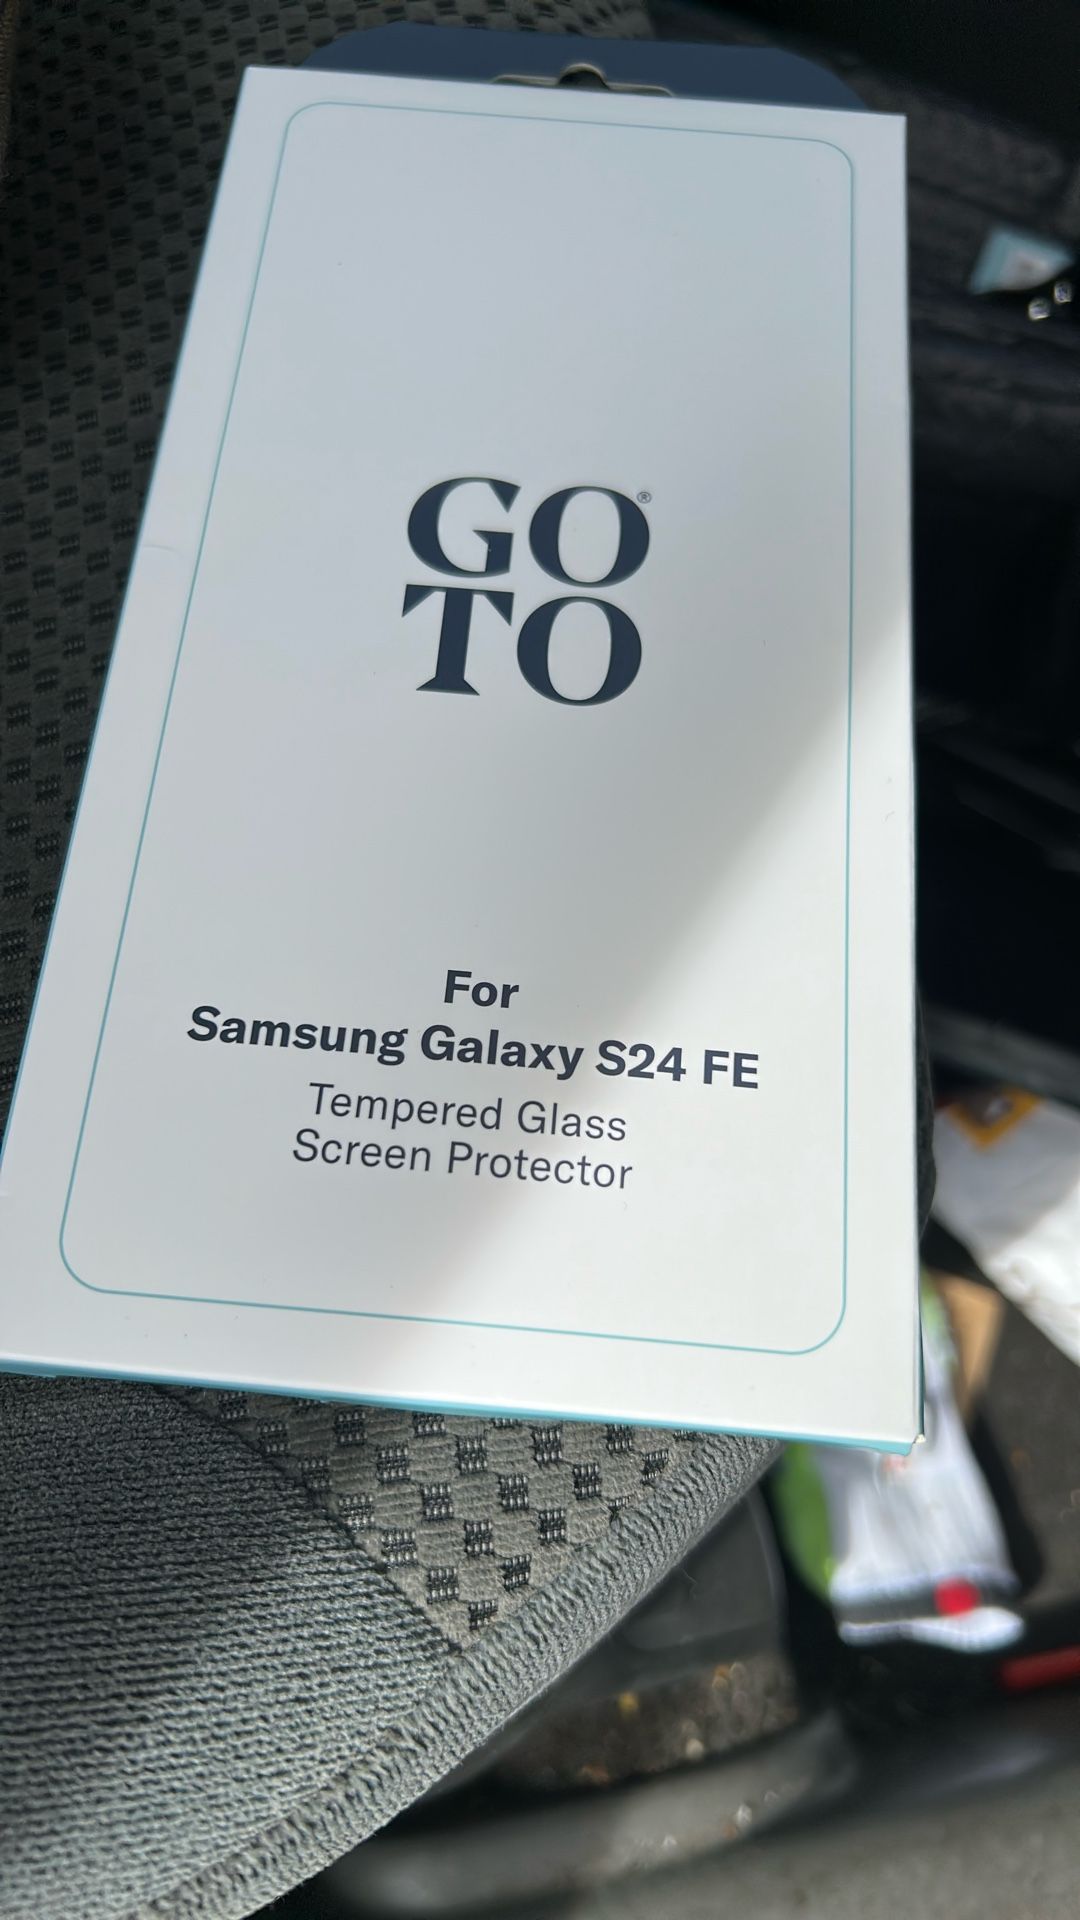 GO®
TO
For
Samsung Galaxy S24 FE
Tempered Glass
Screen Protector